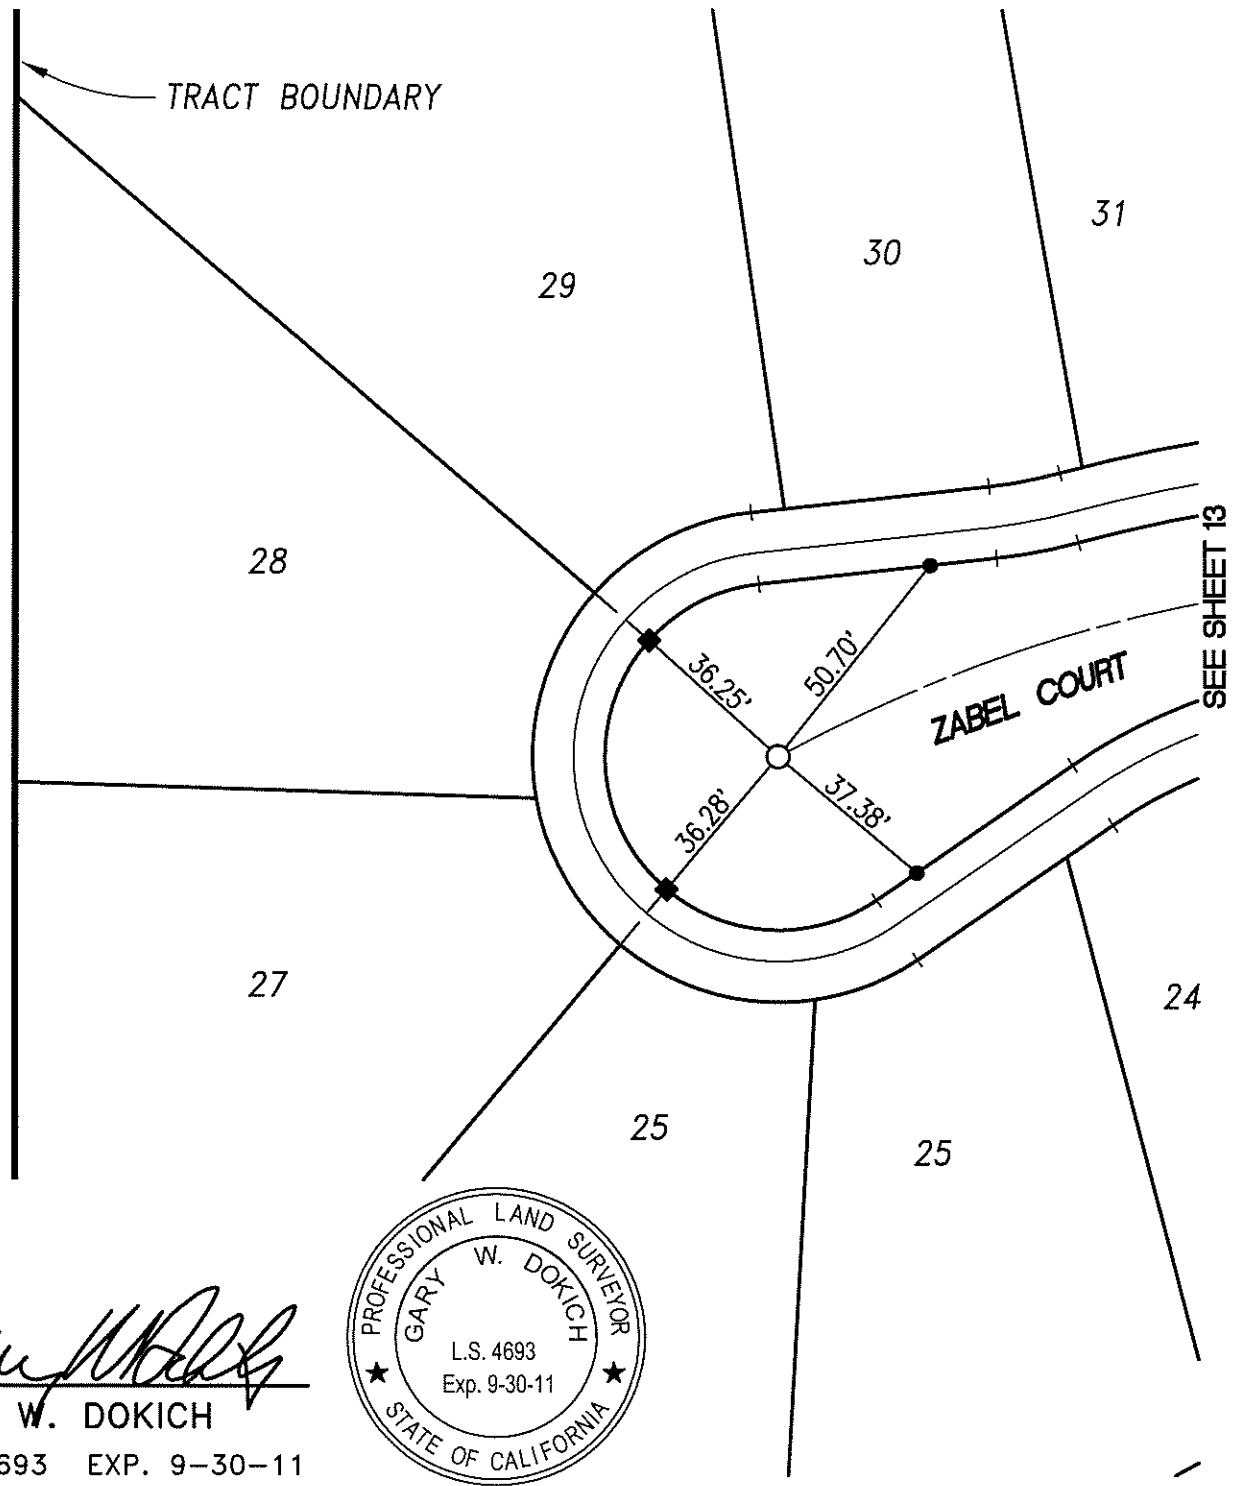 TRACT BOUNDARY
31
30
29
28
SEE SHEET 13
50.70'
36.25'
ZABEL COURT
37.38'
36.28'
27
24
25
25
PROFESSIONAL LAND SURVEYOR
GARY W. DOKICH
L.S. 4693
Exp. 9-30-11
STATE OF CALIFORNIA
W. DOKICH
693 EXP. 9-30-11